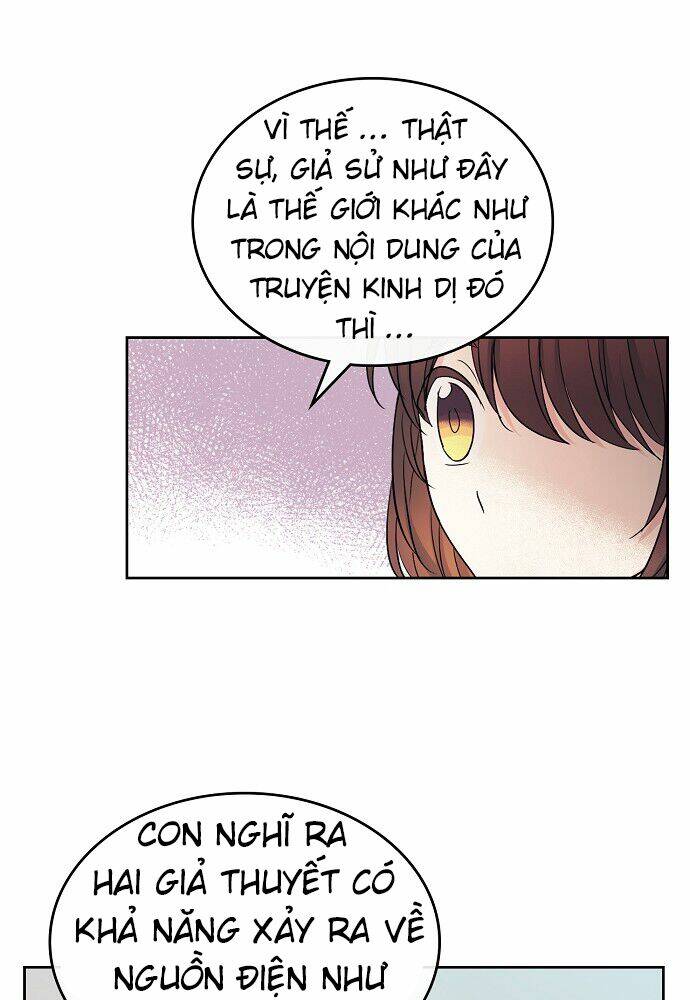 VÌ THẾ ... THẬT
SỰ, GIẢ SỬ NHƯ ĐÂY
LÀ THẾ GIỚI KHÁC NHƯ
TRONG NỘI DUNG CỦA
TRUYỆN KINH DỊ ĐÓ
THÌ ...
CON NGHĨ RA
HAI GIẢ THUYẾT CÓ
KHẢ NĂNG XẢY RA VỀ
NGUỒN ĐIỆN NHƯ